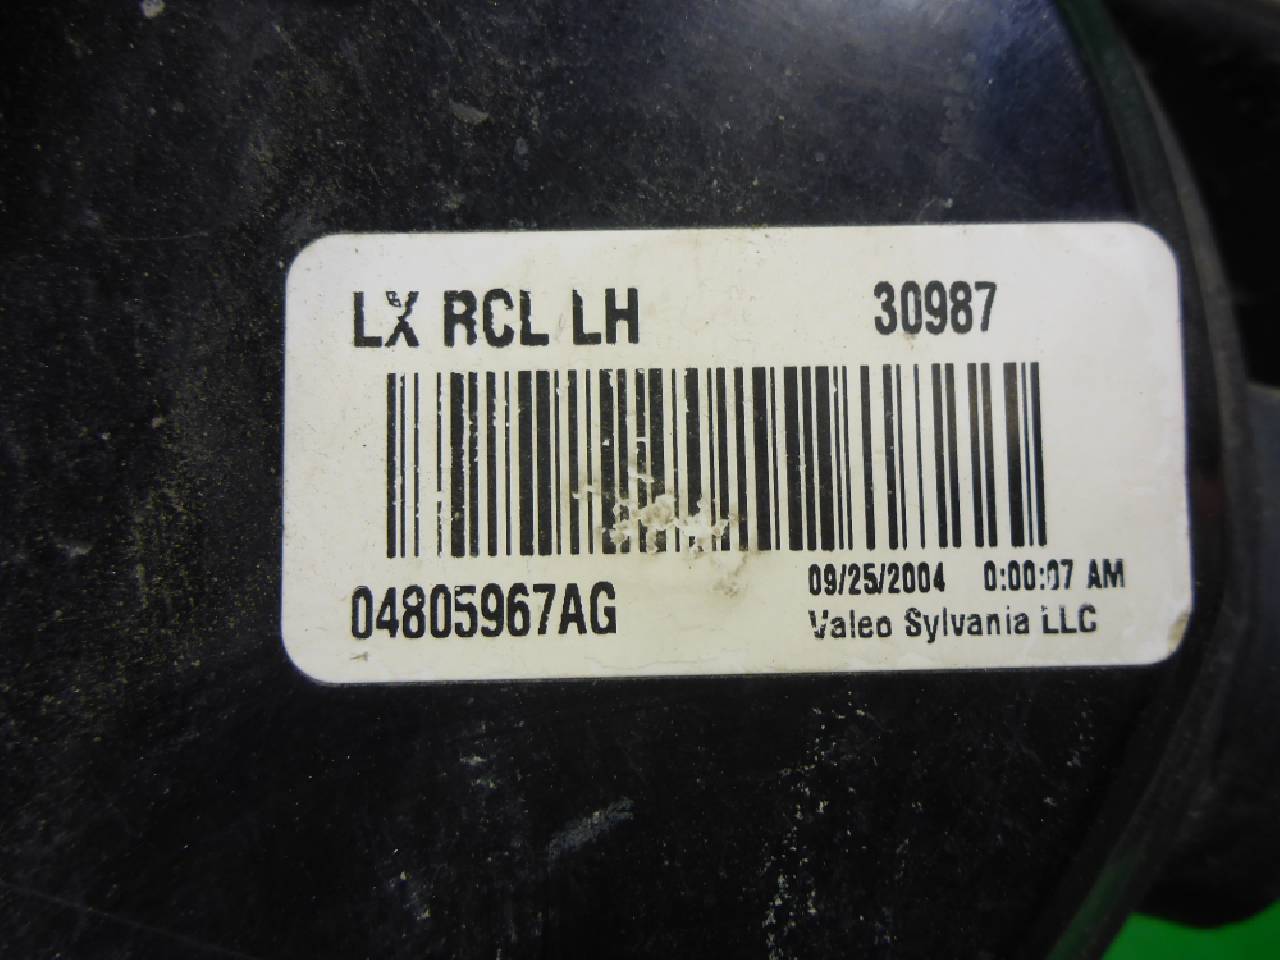 LX RCL LH 30987
04805967AG
09/25/2004 0:00:07 AM
Valeo Sylvania LLC